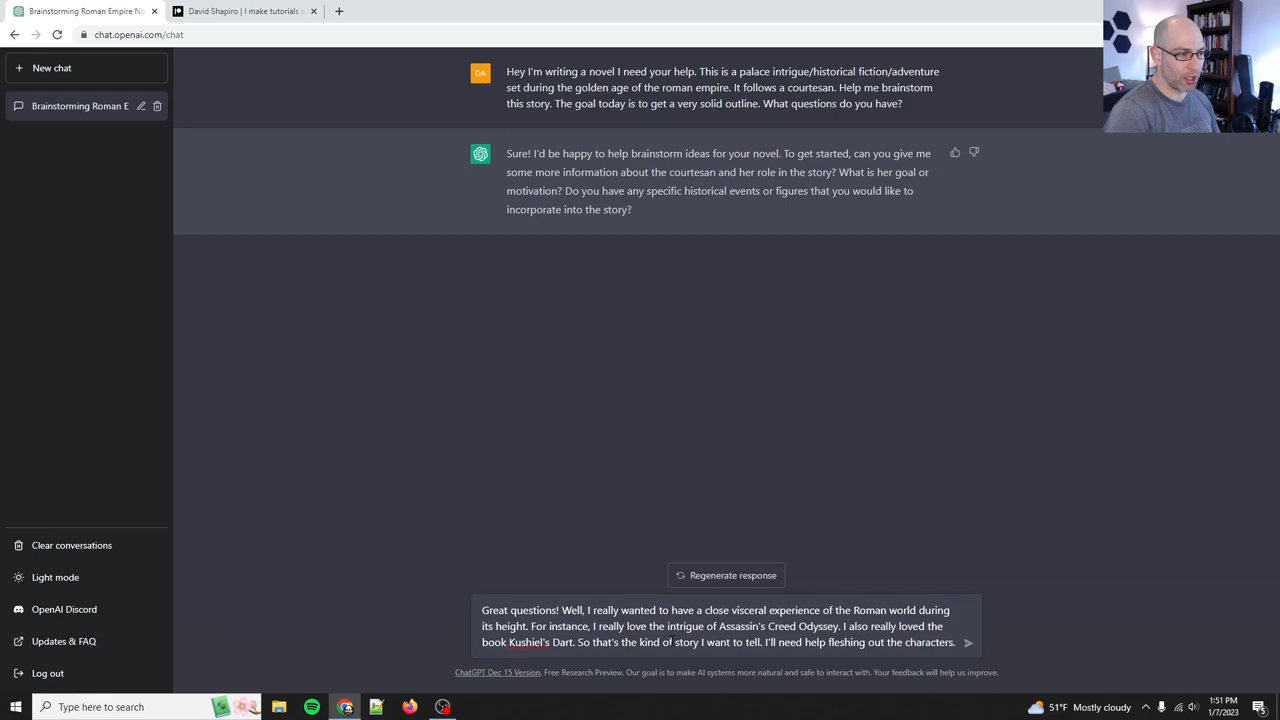 Brainstorming Roman Empire No
David Shapiro | I make tutorials a
chat.openai.com/chat
New chat
Brainstorming Roman E
DA
Hey I'm writing a novel I need your help. This is a palace intrigue/historical fiction/adventure
set during the golden age of the roman empire. It follows a courtesan. Help me brainstorm
this story. The goal today is to get a very solid outline. What questions do you have?
Sure! I'd be happy to help brainstorm ideas for your novel. To get started, can you give me
some more information about the courtesan and her role in the story? What is her goal or
motivation? Do you have any specific historical events or figures that you would like to
incorporate into the story?
Clear conversations
Light mode
OpenAI Discord
Updates & FAQ
Log out
Regenerate response
Great questions! Well, I really wanted to have a close visceral experience of the Roman world during
its height. For instance, I really love the intrigue of Assassin's Creed Odyssey. I also really loved the
book Kushiel's Dart. So that's the kind of story I want to tell. I'll need help fleshing out the characters.
ChatGPT Dec 15 Version. Free Research Preview. Our goal is to make AI systems more natural and safe to interact with. Your feedback will help us improve.
Type here to search
51°F Mostly cloudy
1:51 PM
1/7/2023
5